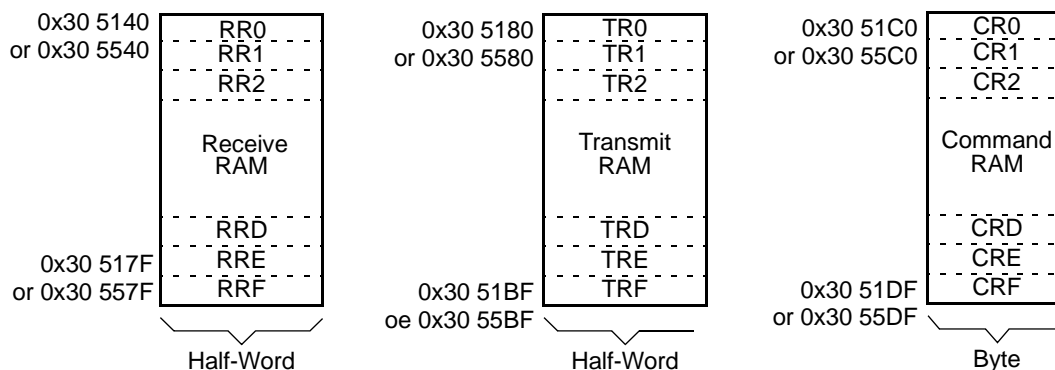 0x30 5140
or 0x30 5540
RR0
RR1
RR2
Receive
RAM
RRD
RRE
RRF
0x30 517F
or 0x30 557F
Half-Word
0x30 5180
or 0x30 5580
TR0
TR1
TR2
Transmit
RAM
TRD
TRE
TRF
0x30 51BF
oe 0x30 55BF
Half-Word
0x30 51C0
or 0x30 55C0
CR0
CR1
CR2
Command
RAM
CRD
CRE
CRF
0x30 51DF
or 0x30 55DF
Byte